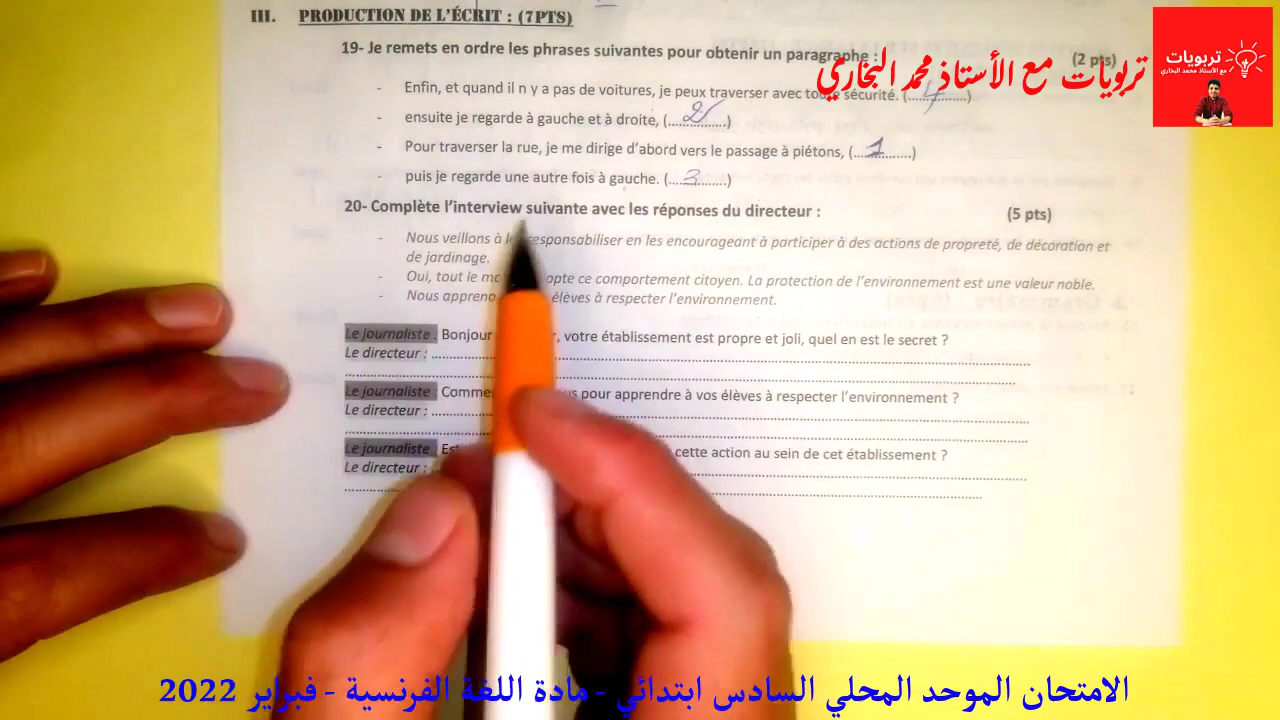 III. PRODUCTION DE L'ÉCRIT : (7PTS)
19- Je remets en ordre les phrases suivantes pour obtenir un paragraphe : (2 pts)
- Enfin, et quand il n y a pas de voitures, je peux traverser avec toute sécurité. (......4......)
- ensuite je regarde à gauche et à droite, (......2......)
- Pour traverser la rue, je me dirige d'abord vers le passage à piétons, (......1......)
- puis je regarde une autre fois à gauche. (......3......)
20- Complète l'interview suivante avec les réponses du directeur : (5 pts)
- Nous veillons à responsabiliser en les encourageant à participer à des actions de propreté, de décoration et
de jardinage.
- Oui, tout le ce comportement citoyen. La protection de l'environnement est une valeur noble.
- Nous élèves à respecter l'environnement.
Le journaliste : Bonjour , votre établissement est propre et joli, quel en est le secret ?
Le directeur : ..........
Le journaliste : pour apprendre à vos élèves à respecter l'environnement ?
Le directeur : ..........
Le journaliste : cette action au sein de cet établissement ?
Le directeur : ..........
تربويات مع الأستاذ محمد البخاري
تربويات
مع الأستاذ محمد البخاري
الامتحان الموحد المحلي السادس ابتدائي - مادة اللغة الفرنسية - فبراير 2022